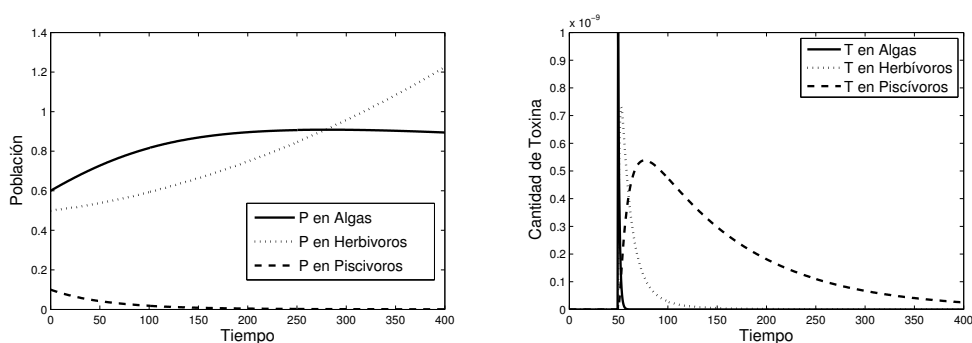 Población
1.4
1.2
1
0.8
0.6
0.4
0.2
0
0 50 100 150 200 250 300 350 400
Tiempo
P en Algas
P en Herbivoros
P en Piscivoros
x 10⁻⁹
Cantidad de Toxina
1
0.9
0.8
0.7
0.6
0.5
0.4
0.3
0.2
0.1
0
0 50 100 150 200 250 300 350 400
Tiempo
T en Algas
T en Herbívoros
T en Piscívoros